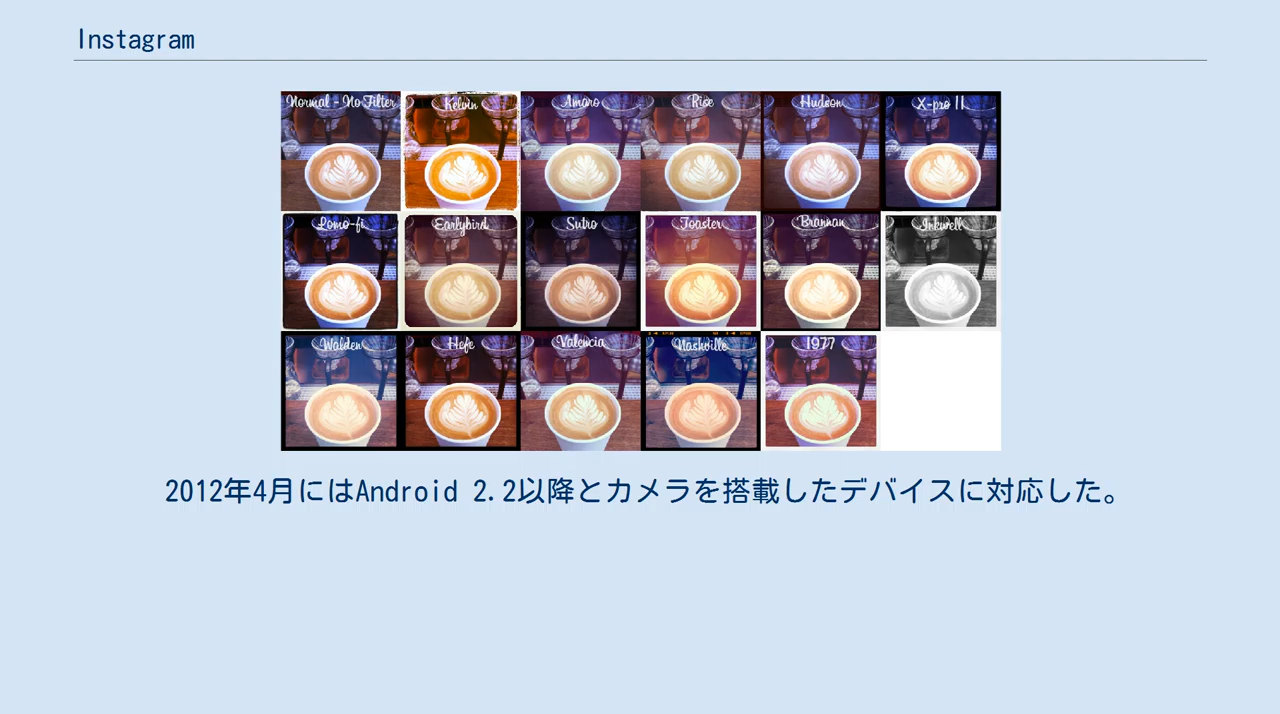 Instagram
Normal - No Filter Kelvin Amaro Rise Hudson X-pro II
Lomo-fi Earlybird Sutro Toaster Brannan Inkwell
Walden Hefe Valencia Nashville 1977
2012年4月にはAndroid 2.2以降とカメラを搭載したデバイスに対応した。